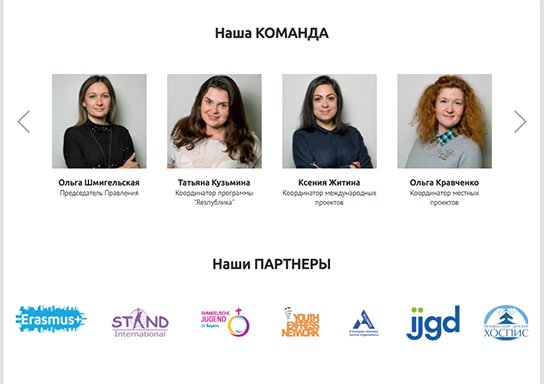 Наша КОМАНДА
Ольга Шмигельская
Председатель Правления
Татьяна Кузьмина
Координатор программы
"Resпублика"
Ксения Житина
Координатор международных
проектов
Ольга Кравченко
Координатор местных
проектов
Наши ПАРТНЕРЫ
Erasmus+
STAND
International
EVANGELISCHE
JUGEND
in Bayern
YOUTH
EXPRESS
NETWORK
ijgd
ХОСПИС